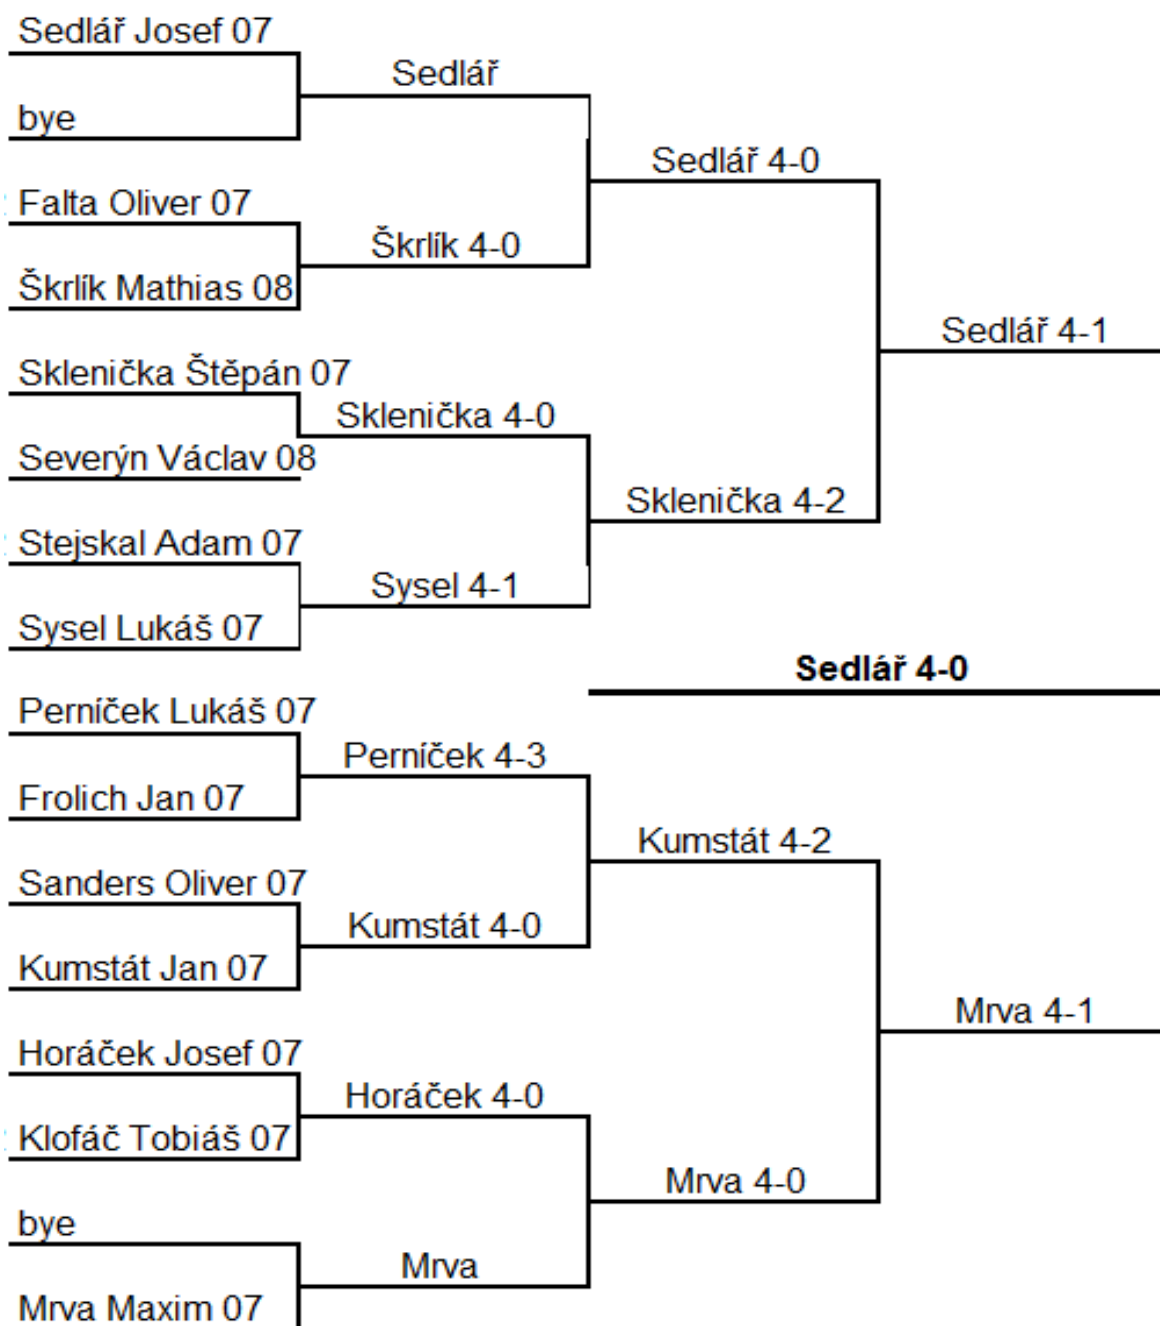 Sedlář Josef 07
Sedlář
bye
Sedlář 4-0
Falta Oliver 07
Škrlík 4-0
Škrlík Mathias 08
Sedlář 4-1
Sklenička Štěpán 07
Sklenička 4-0
Severýn Václav 08
Sklenička 4-2
Stejskal Adam 07
Sysel 4-1
Sysel Lukáš 07
Sedlář 4-0
Perníček Lukáš 07
Perníček 4-3
Frolich Jan 07
Kumstát 4-2
Sanders Oliver 07
Kumstát 4-0
Kumstát Jan 07
Mrva 4-1
Horáček Josef 07
Horáček 4-0
Klofáč Tobiáš 07
Mrva 4-0
bye
Mrva
Mrva Maxim 07